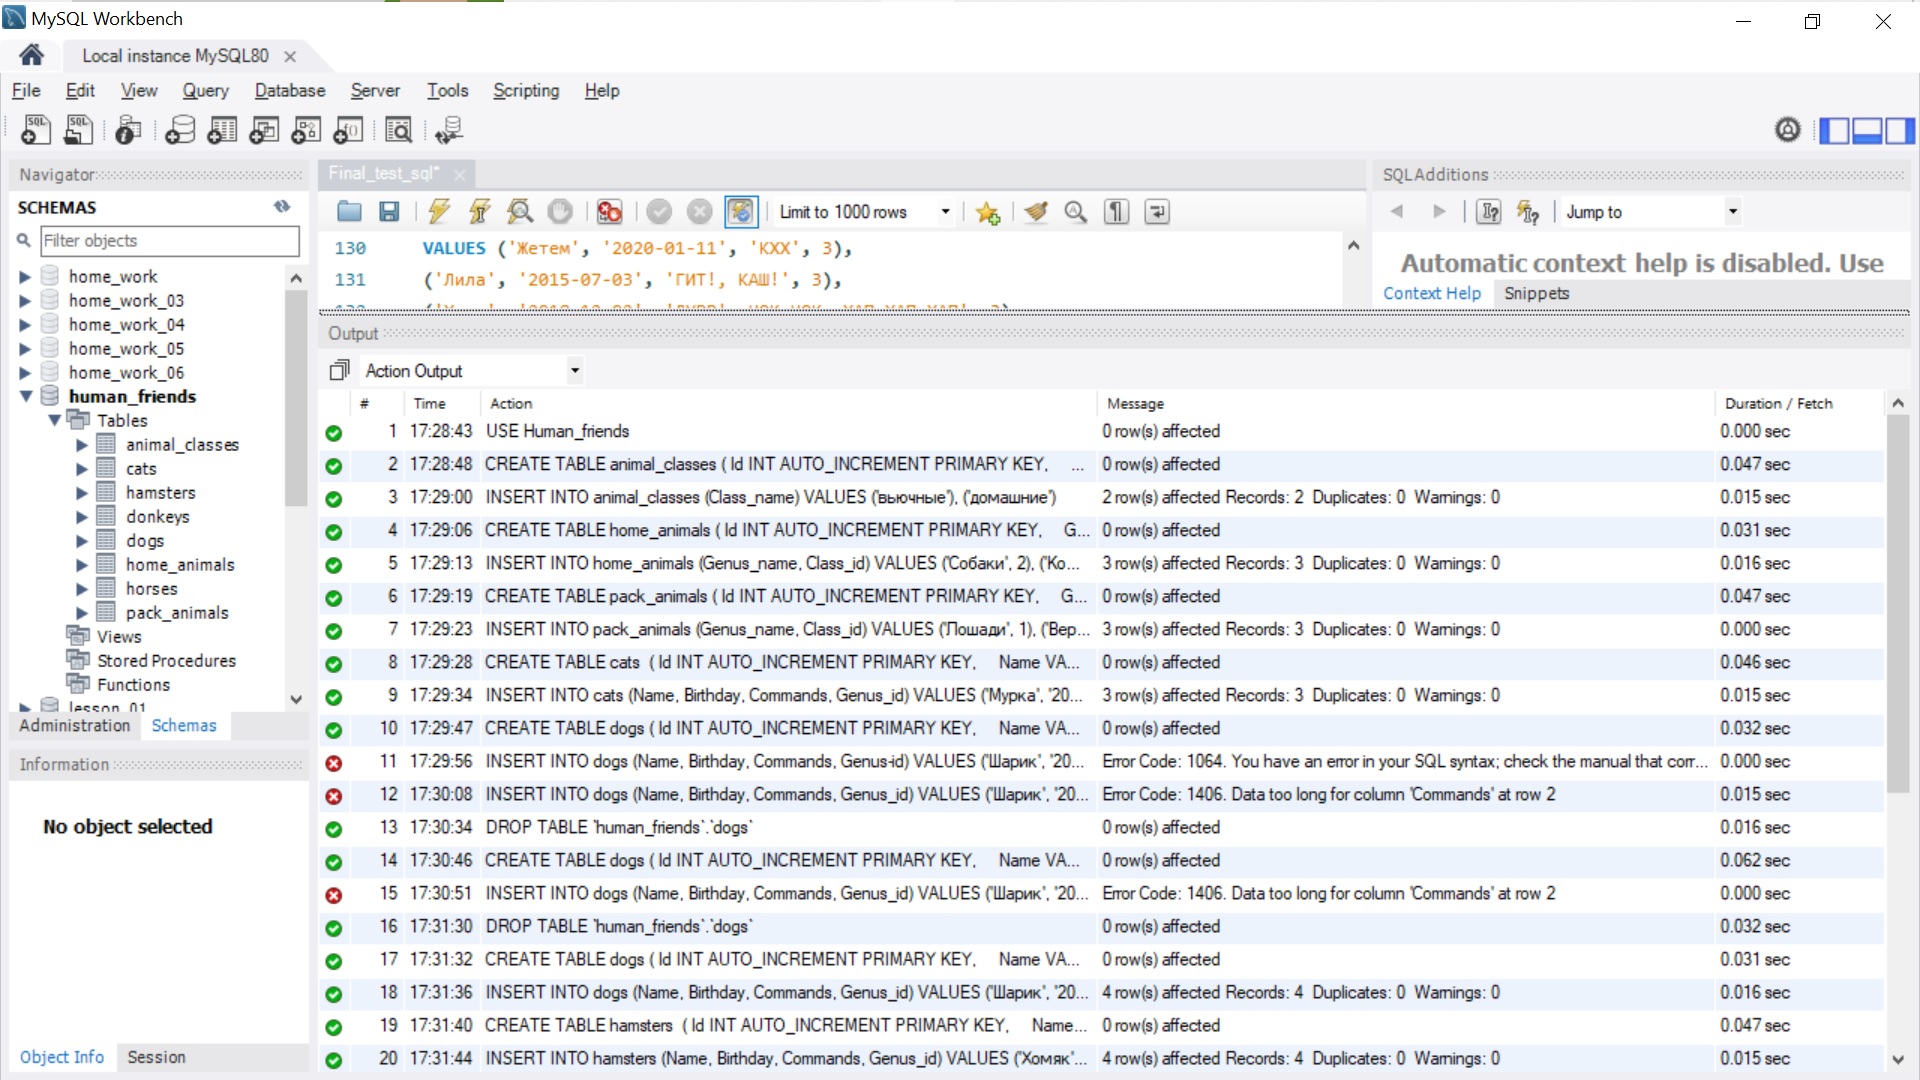 MySQL Workbench
Local instance MySQL80
File Edit View Query Database Server Tools Scripting Help
Navigator
SCHEMAS
Filter objects
home_work
home_work_03
home_work_04
home_work_05
home_work_06
human_friends
Tables
animal_classes
cats
hamsters
donkeys
dogs
home_animals
horses
pack_animals
Views
Stored Procedures
Functions
lesson_01
Administration Schemas
Information
No object selected
Object Info Session
Final_test_sql*
Limit to 1000 rows
130 VALUES ('Жетем', '2020-01-11', 'КХХ', 3),
131 ('Лила', '2015-07-03', 'ГИТ!, КАШ!', 3),
SQLAdditions
Jump to
Automatic context help is disabled. Use
Context Help Snippets
Output
Action Output
# Time Action Message Duration / Fetch
1 17:28:43 USE Human_friends 0 row(s) affected 0.000 sec
2 17:28:48 CREATE TABLE animal_classes ( Id INT AUTO_INCREMENT PRIMARY KEY, ... 0 row(s) affected 0.047 sec
3 17:29:00 INSERT INTO animal_classes (Class_name) VALUES ('вьючные'), ('домашние') 2 row(s) affected Records: 2 Duplicates: 0 Warnings: 0 0.015 sec
4 17:29:06 CREATE TABLE home_animals ( Id INT AUTO_INCREMENT PRIMARY KEY, G... 0 row(s) affected 0.031 sec
5 17:29:13 INSERT INTO home_animals (Genus_name, Class_id) VALUES ('Собаки', 2), ('Ко... 3 row(s) affected Records: 3 Duplicates: 0 Warnings: 0 0.016 sec
6 17:29:19 CREATE TABLE pack_animals ( Id INT AUTO_INCREMENT PRIMARY KEY, G... 0 row(s) affected 0.047 sec
7 17:29:23 INSERT INTO pack_animals (Genus_name, Class_id) VALUES ('Лошади', 1), ('Вер... 3 row(s) affected Records: 3 Duplicates: 0 Warnings: 0 0.000 sec
8 17:29:28 CREATE TABLE cats ( Id INT AUTO_INCREMENT PRIMARY KEY, Name VA... 0 row(s) affected 0.046 sec
9 17:29:34 INSERT INTO cats (Name, Birthday, Commands, Genus_id) VALUES ('Мурка', '20... 3 row(s) affected Records: 3 Duplicates: 0 Warnings: 0 0.015 sec
10 17:29:47 CREATE TABLE dogs ( Id INT AUTO_INCREMENT PRIMARY KEY, Name VA... 0 row(s) affected 0.032 sec
11 17:29:56 INSERT INTO dogs (Name, Birthday, Commands, Genus-id) VALUES ('Шарик', '20... Error Code: 1064. You have an error in your SQL syntax; check the manual that corr... 0.000 sec
12 17:30:08 INSERT INTO dogs (Name, Birthday, Commands, Genus_id) VALUES ('Шарик', '20... Error Code: 1406. Data too long for column 'Commands' at row 2 0.015 sec
13 17:30:34 DROP TABLE `human_friends`.`dogs` 0 row(s) affected 0.016 sec
14 17:30:46 CREATE TABLE dogs ( Id INT AUTO_INCREMENT PRIMARY KEY, Name VA... 0 row(s) affected 0.062 sec
15 17:30:51 INSERT INTO dogs (Name, Birthday, Commands, Genus_id) VALUES ('Шарик', '20... Error Code: 1406. Data too long for column 'Commands' at row 2 0.000 sec
16 17:31:30 DROP TABLE `human_friends`.`dogs` 0 row(s) affected 0.032 sec
17 17:31:32 CREATE TABLE dogs ( Id INT AUTO_INCREMENT PRIMARY KEY, Name VA... 0 row(s) affected 0.031 sec
18 17:31:36 INSERT INTO dogs (Name, Birthday, Commands, Genus_id) VALUES ('Шарик', '20... 4 row(s) affected Records: 4 Duplicates: 0 Warnings: 0 0.016 sec
19 17:31:40 CREATE TABLE hamsters ( Id INT AUTO_INCREMENT PRIMARY KEY, Name... 0 row(s) affected 0.047 sec
20 17:31:44 INSERT INTO hamsters (Name, Birthday, Commands, Genus_id) VALUES ('Хомяк'... 4 row(s) affected Records: 4 Duplicates: 0 Warnings: 0 0.015 sec